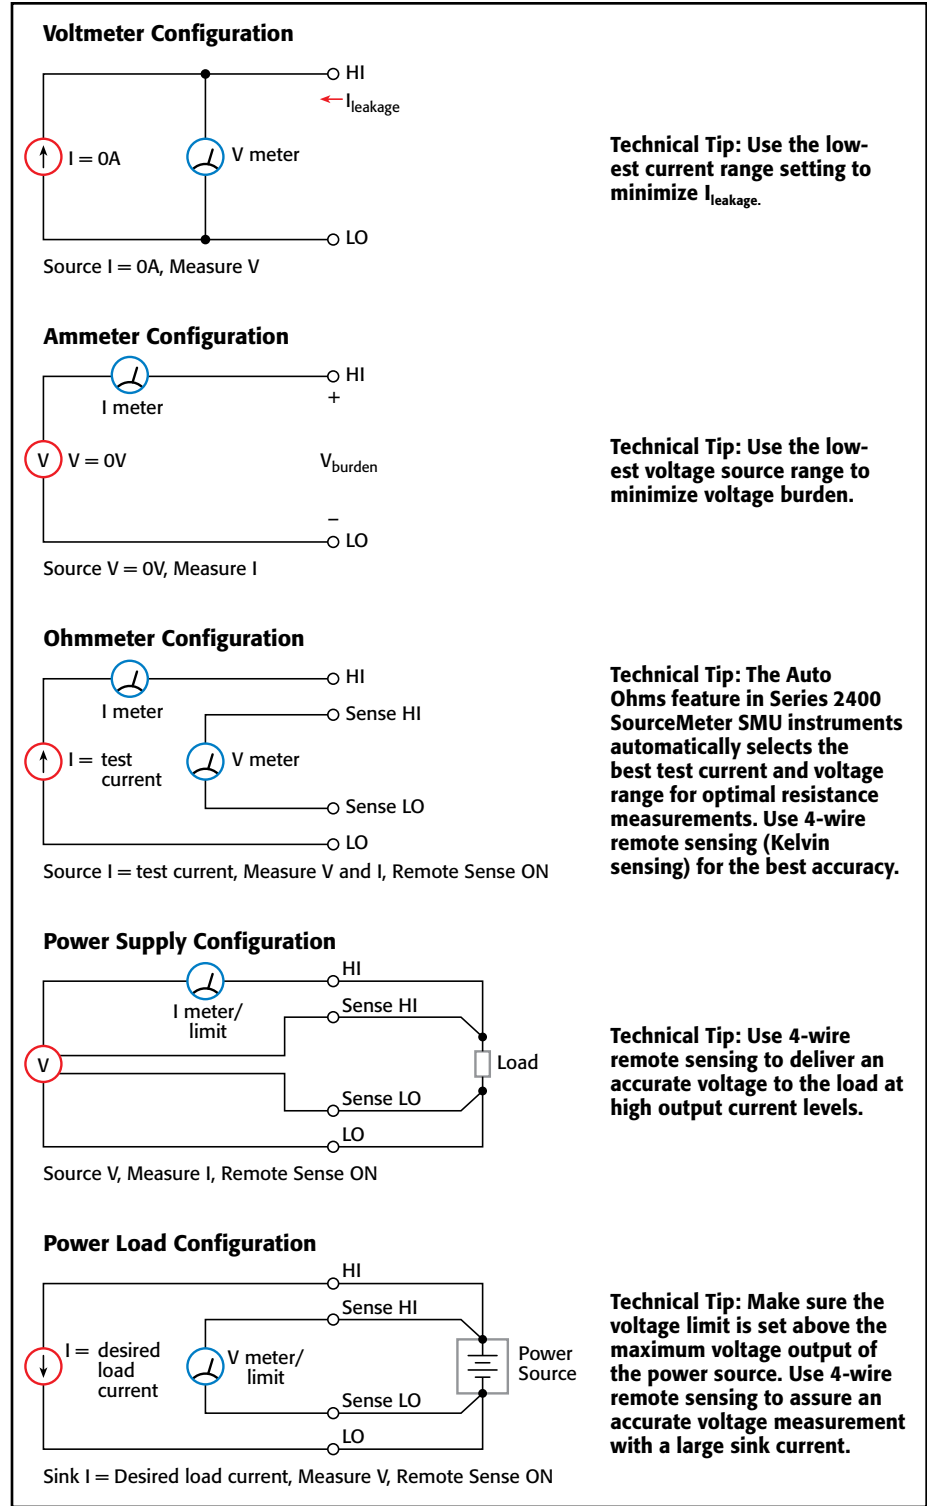 Voltmeter Configuration
HI
Ileakage
I = 0A
V meter
LO
Source I = 0A, Measure V
Technical Tip: Use the low-
est current range setting to
minimize Ileakage.
Ammeter Configuration
HI
+
I meter
V
V = 0V
Vburden
–
LO
Source V = 0V, Measure I
Technical Tip: Use the low-
est voltage source range to
minimize voltage burden.
Ohmmeter Configuration
HI
I meter
Sense HI
I = test
current
V meter
Sense LO
LO
Source I = test current, Measure V and I, Remote Sense ON
Technical Tip: The Auto
Ohms feature in Series 2400
SourceMeter SMU instruments
automatically selects the
best test current and voltage
range for optimal resistance
measurements. Use 4-wire
remote sensing (Kelvin
sensing) for the best accuracy.
Power Supply Configuration
HI
I meter/
limit
Sense HI
V
Load
Sense LO
LO
Source V, Measure I, Remote Sense ON
Technical Tip: Use 4-wire
remote sensing to deliver an
accurate voltage to the load at
high output current levels.
Power Load Configuration
HI
Sense HI
I = desired
load
current
V meter/
limit
Power
Source
Sense LO
LO
Sink I = Desired load current, Measure V, Remote Sense ON
Technical Tip: Make sure the
voltage limit is set above the
maximum voltage output of
the power source. Use 4-wire
remote sensing to assure an
accurate voltage measurement
with a large sink current.